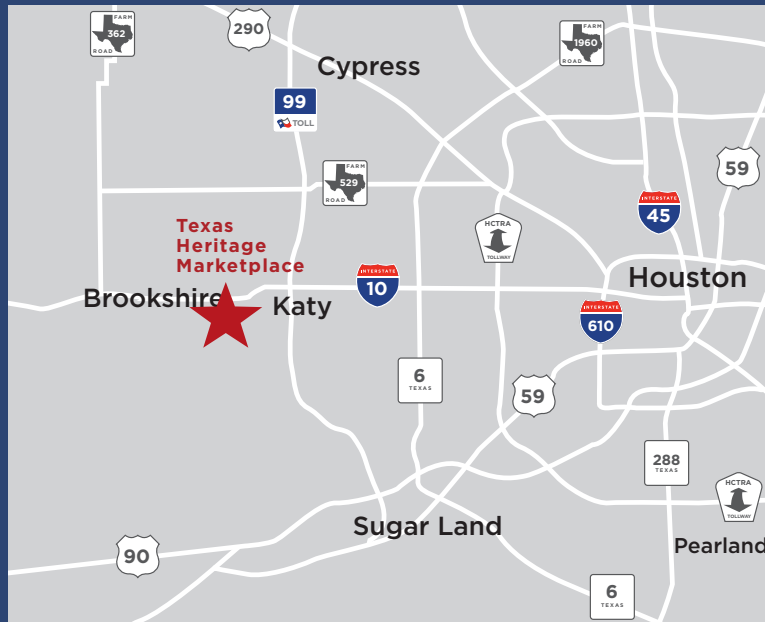 FARM
362
ROAD
290
FARM
1960
ROAD
Cypress
99
TOLL
59
FARM
529
ROAD
INTERSTATE
45
HCTRA
TOLLWAY
Texas
Heritage
Marketplace
INTERSTATE
10
Houston
Brookshire
Katy
INTERSTATE
610
6
TEXAS
59
288
TEXAS
HCTRA
TOLLWAY
Sugar Land
Pearland
90
6
TEXAS